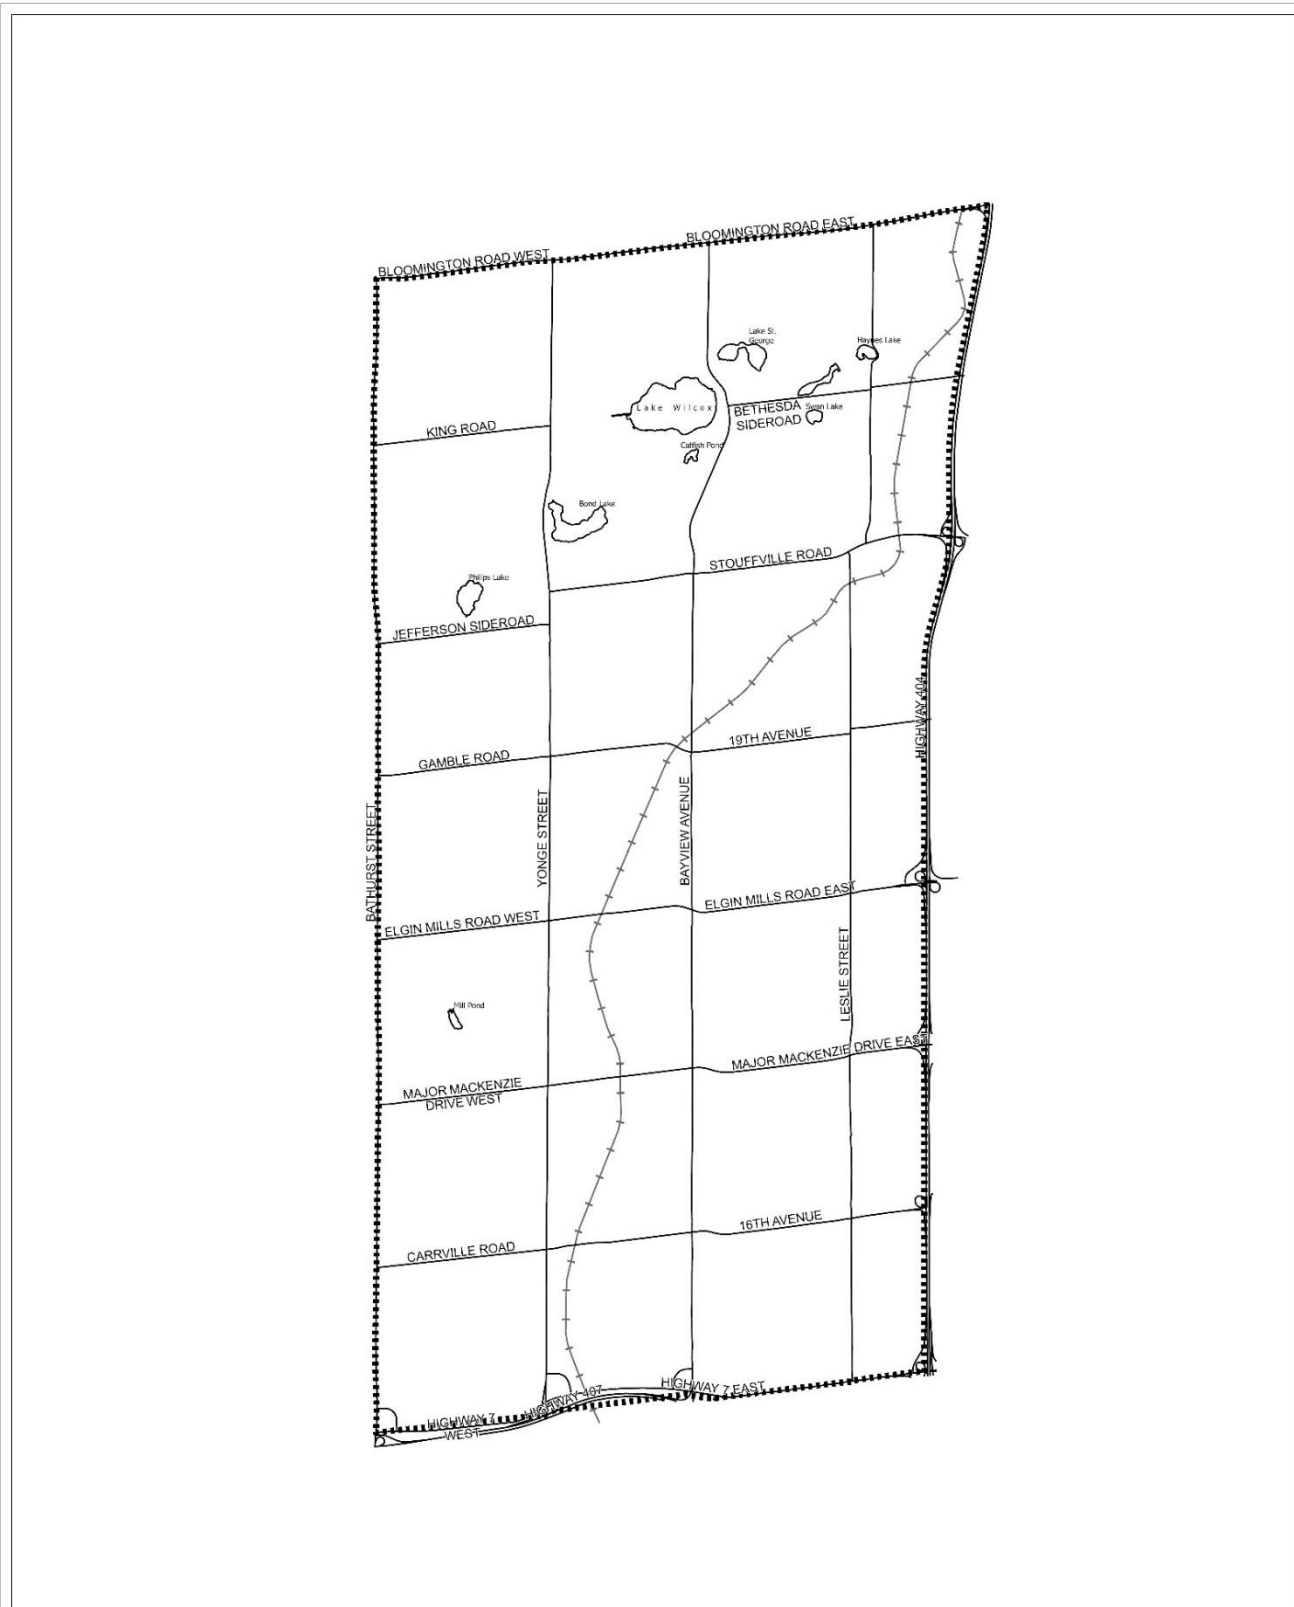 BLOOMINGTON ROAD EAST
BLOOMINGTON ROAD WEST
Lake St.
George
Haynes Lake
Lake Wilcox
BETHESDA
SIDEROAD
Swan Lake
KING ROAD
Catfish Pond
Bond Lake
STOUFFVILLE ROAD
Philips Lake
JEFFERSON SIDEROAD
HIGHWAY 404
19TH AVENUE
GAMBLE ROAD
BATHURST STREET
YONGE STREET
BAYVIEW AVENUE
ELGIN MILLS ROAD EAST
ELGIN MILLS ROAD WEST
LESLIE STREET
Mill Pond
MAJOR MACKENZIE DRIVE EAST
MAJOR MACKENZIE
DRIVE WEST
16TH AVENUE
CARRVILLE ROAD
HIGHWAY 7 EAST
HIGHWAY 407
HIGHWAY 7
WEST